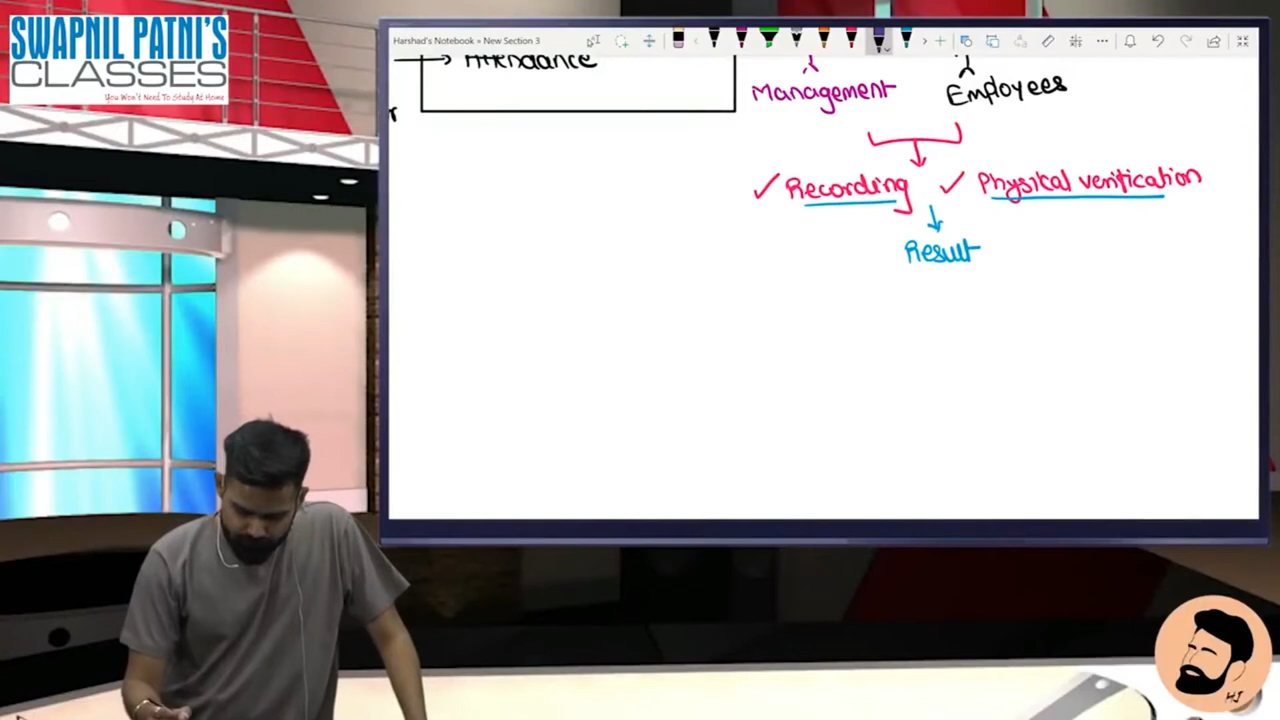 SWAPNIL PATNI'S
CLASSES
You Won't Need To Study At Home
Harshad's Notebook » New Section 3
Attendance
r
Management
Employees
✓ Recording ✓ Physical verification
Result
HJ